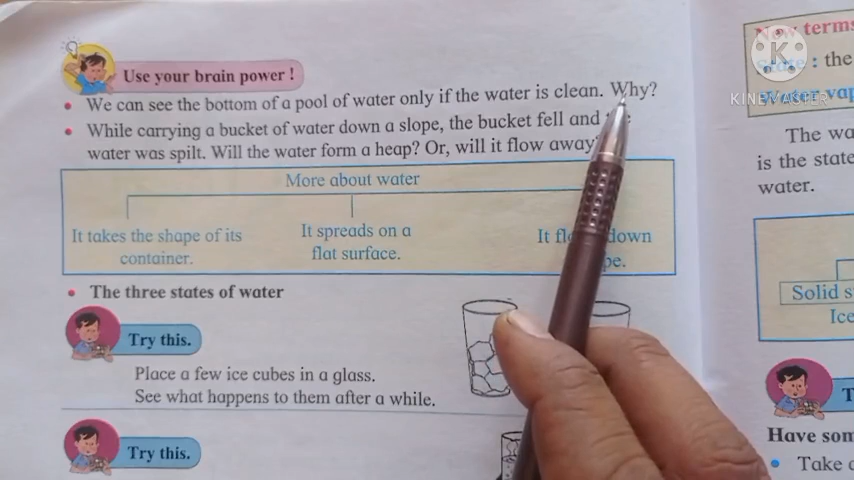 Use your brain power !
• We can see the bottom of a pool of water only if the water is clean. Why?
• While carrying a bucket of water down a slope, the bucket fell and
water was spilt. Will the water form a heap? Or, will it flow away
More about water
It takes the shape of its
container.
It spreads on a
flat surface.
It down
• The three states of water
Try this.
Place a few ice cubes in a glass.
See what happens to them after a while.
Try this.
New terms
State : the
Water vap
KINEMASTER
The wa
is the state
water.
Solid s
Ice
T
Have som
• Take a